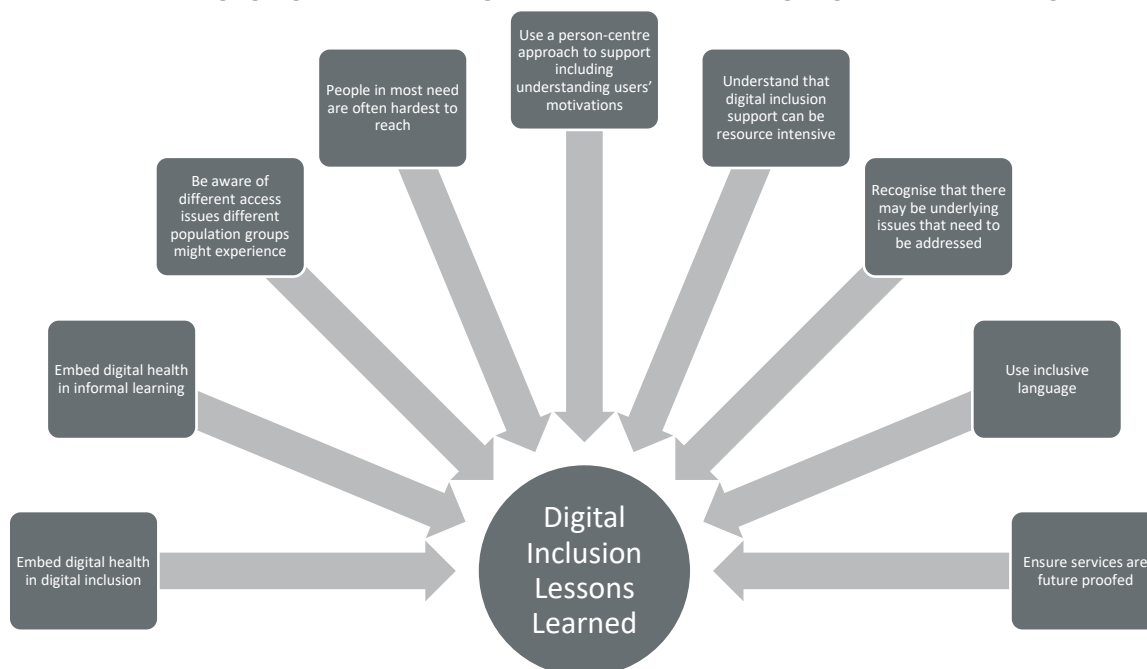 Use a person-centre
approach to support
including
understanding users'
motivations
People in most need
are often hardest to
reach
Understand that
digital inclusion
support can be
resource intensive
Be aware of
different access
issues different
population groups
might experience
Recognise that there
may be underlying
issues that need to
be addressed
Embed digital health
in informal learning
Use inclusive
language
Embed digital health
in digital inclusion
Ensure services are
future proofed
Digital
Inclusion
Lessons
Learned